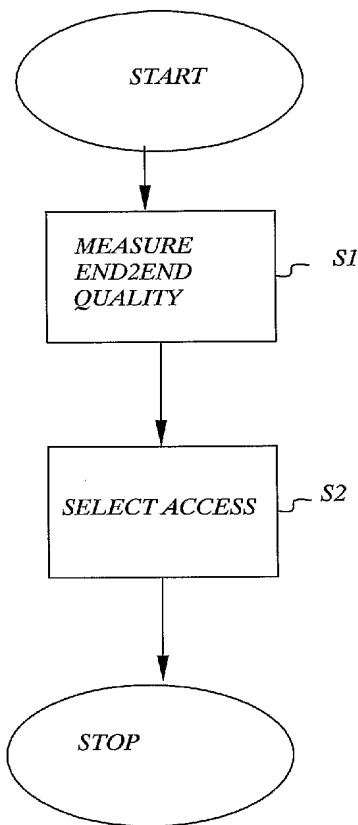 START
MEASURE
END2END
QUALITY
S1
SELECT ACCESS
S2
STOP